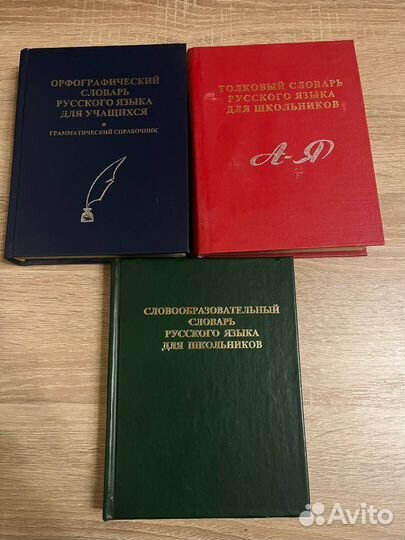 ОРФОГРАФИЧЕСКИЙ
СЛОВАРЬ
РУССКОГО ЯЗЫКА
ДЛЯ УЧАЩИХСЯ
•
ГРАММАТИЧЕСКИЙ СПРАВОЧНИК
ТОЛКОВЫЙ СЛОВАРЬ
РУССКОГО ЯЗЫКА
ДЛЯ ШКОЛЬНИКОВ
А-Я
СЛОВООБРАЗОВАТЕЛЬНЫЙ
СЛОВАРЬ
РУССКОГО ЯЗЫКА
ДЛЯ ШКОЛЬНИКОВ
Avito